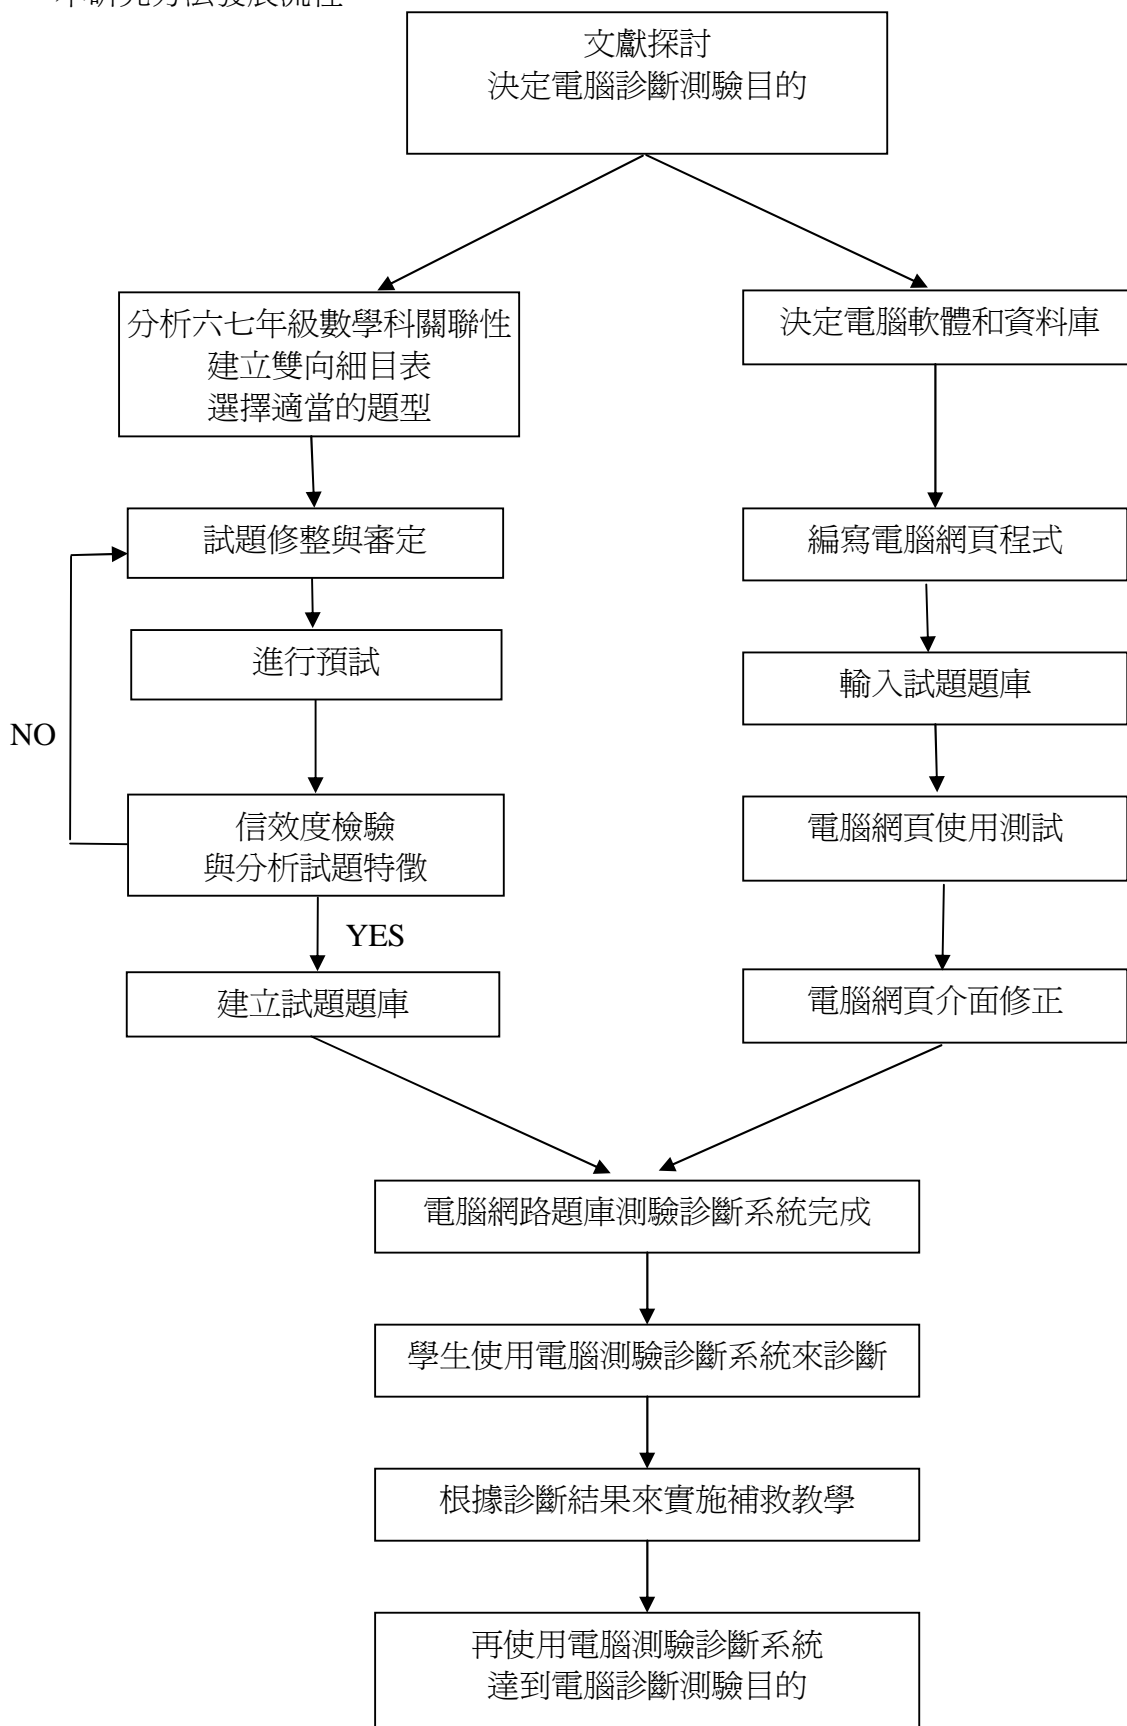 文獻探討
決定電腦診斷測驗目的
分析六七年級數學科關聯性
建立雙向細目表
選擇適當的題型
決定電腦軟體和資料庫
試題修整與審定
編寫電腦網頁程式
進行預試
輸入試題題庫
NO
信效度檢驗
與分析試題特徵
電腦網頁使用測試
YES
建立試題題庫
電腦網頁介面修正
電腦網路題庫測驗診斷系統完成
學生使用電腦測驗診斷系統來診斷
根據診斷結果來實施補救教學
再使用電腦測驗診斷系統
達到電腦診斷測驗目的